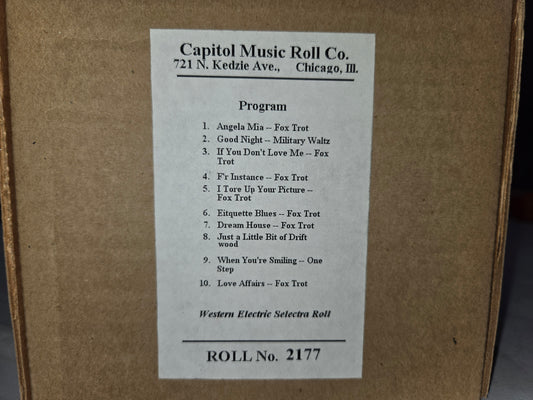 Capitol Music Roll Co.
721 N. Kedzie Ave., Chicago, Ill.
Program
1. Angela Mia -- Fox Trot
2. Good Night -- Military Waltz
3. If You Don't Love Me -- Fox
Trot
4. F'r Instance -- Fox Trot
5. I Tore Up Your Picture --
Fox Trot
6. Eitquette Blues -- Fox Trot
7. Dream House -- Fox Trot
8. Just a Little Bit of Drift
wood
9. When You're Smiling -- One
Step
10. Love Affairs -- Fox Trot
Western Electric Selectra Roll
ROLL No. 2177